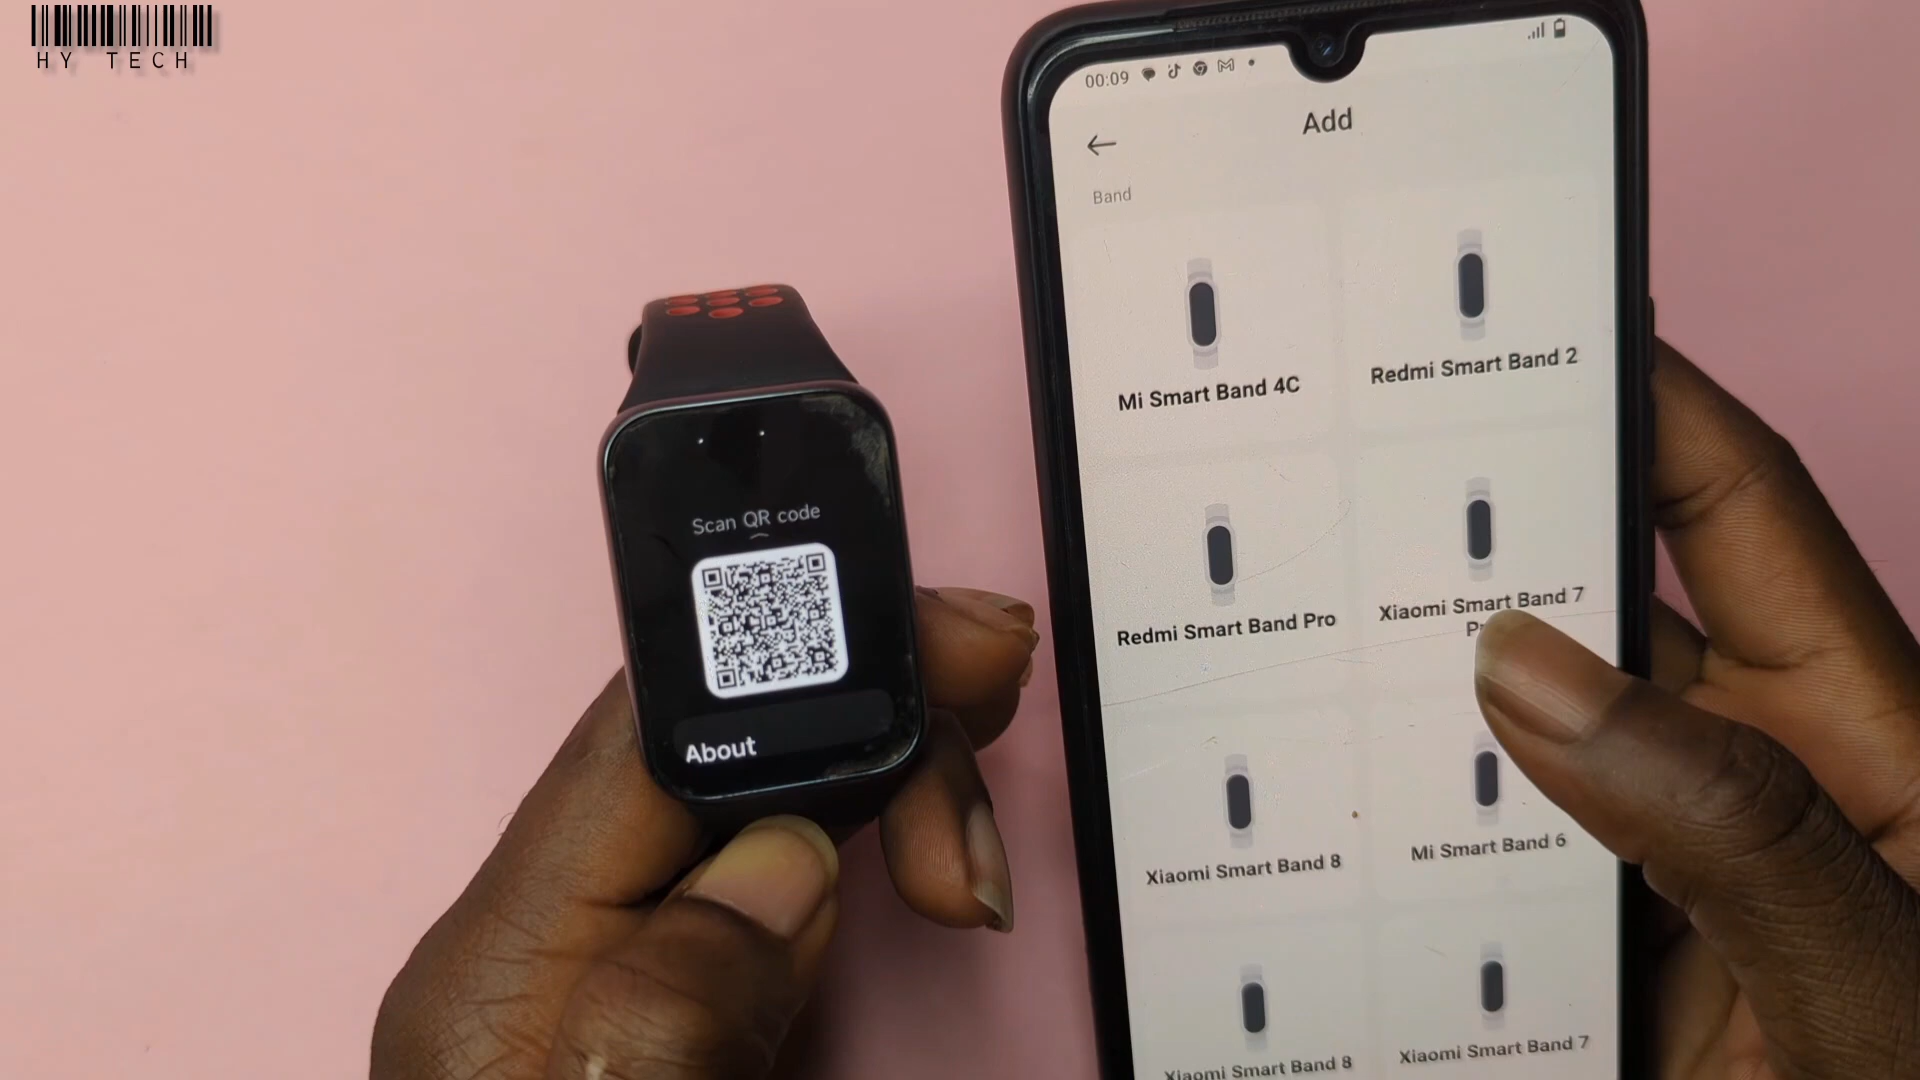 HY TECH
Scan QR code
About
00:09
Add
Band
Mi Smart Band 4C
Redmi Smart Band 2
Redmi Smart Band Pro
Xiaomi Smart Band 7
Xiaomi Smart Band 8
Mi Smart Band 6
Xiaomi Smart Band 8
Xiaomi Smart Band 7